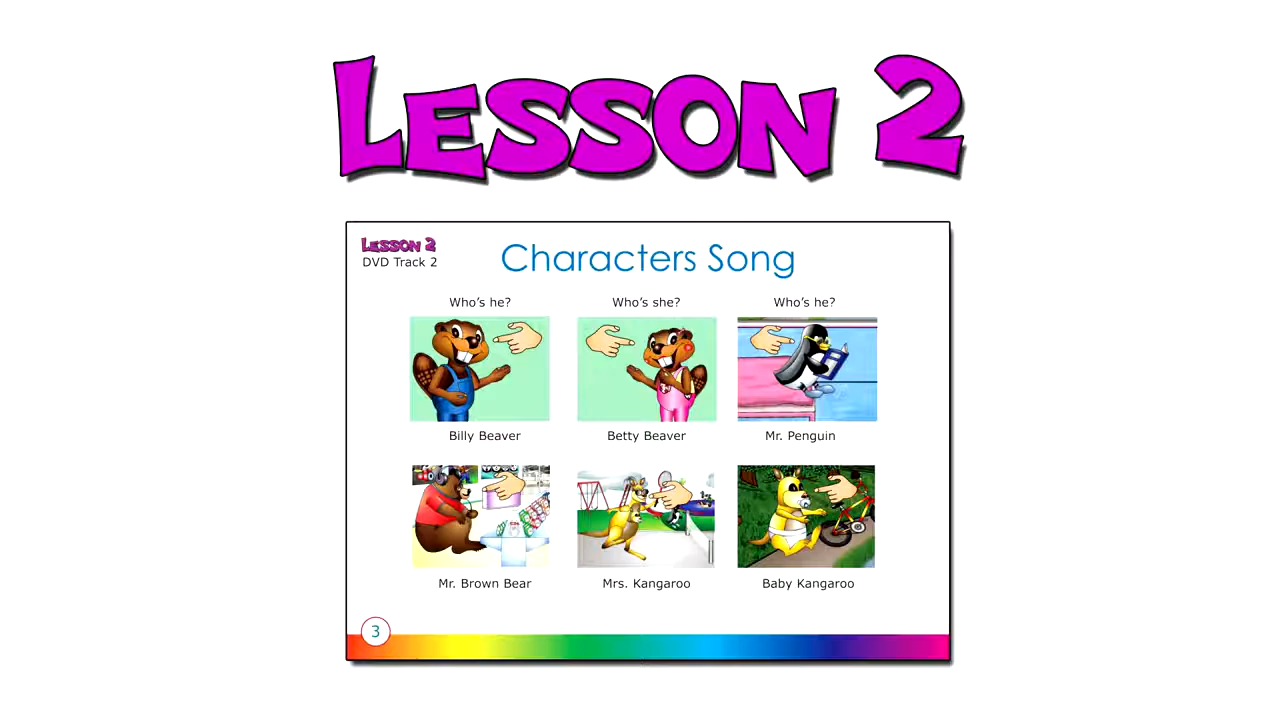 LESSON 2
LESSON 2
DVD Track 2
Characters Song
Who's he?
Who's she?
Who's he?
Billy Beaver
Betty Beaver
Mr. Penguin
Mr. Brown Bear
Mrs. Kangaroo
Baby Kangaroo
3